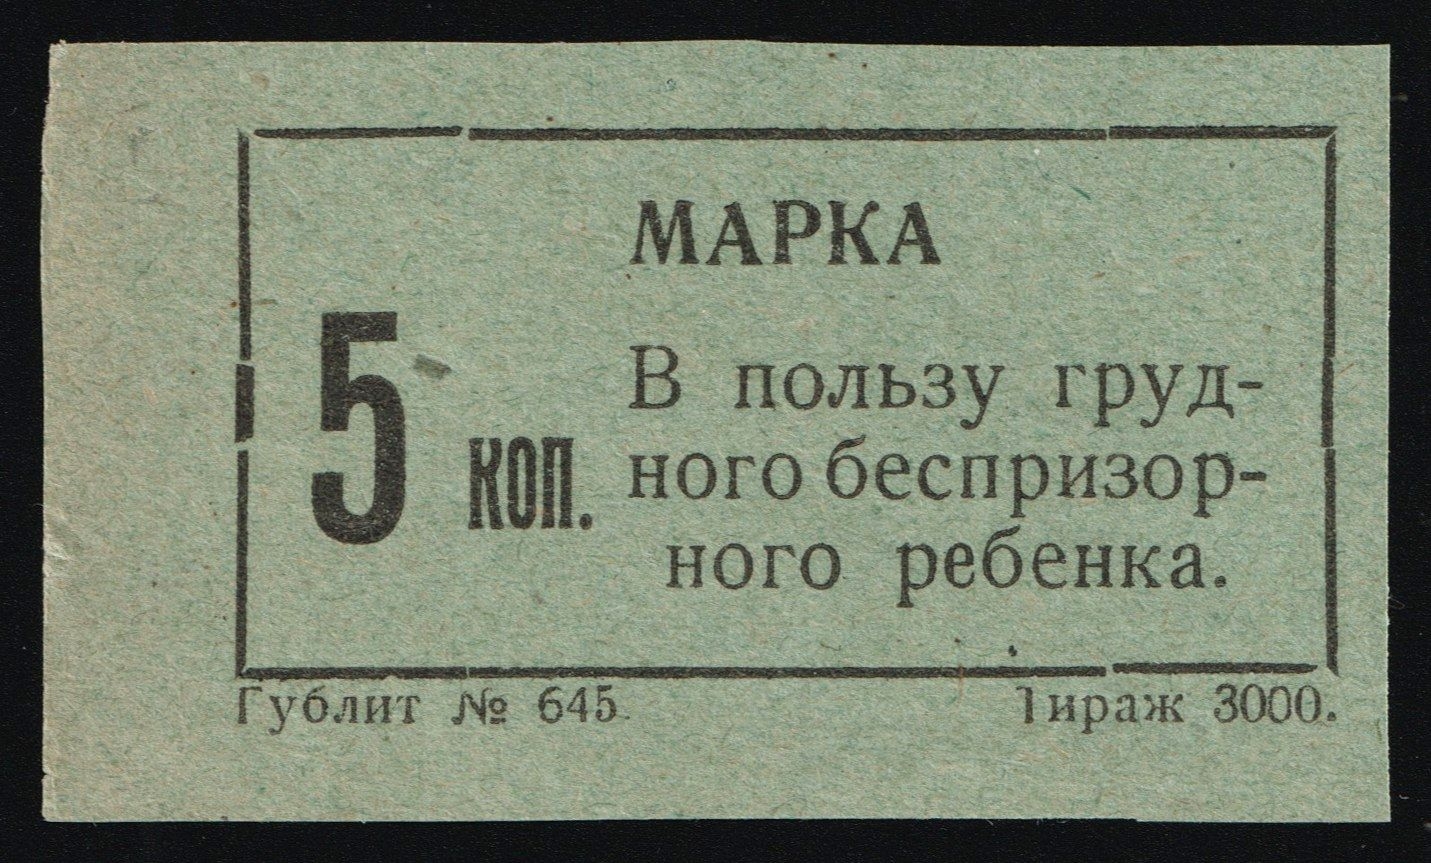 МАРКА
5 коп.
В пользу груд-
ного беспризор-
ного ребенка.
Гублит № 645.
Тираж 3000.